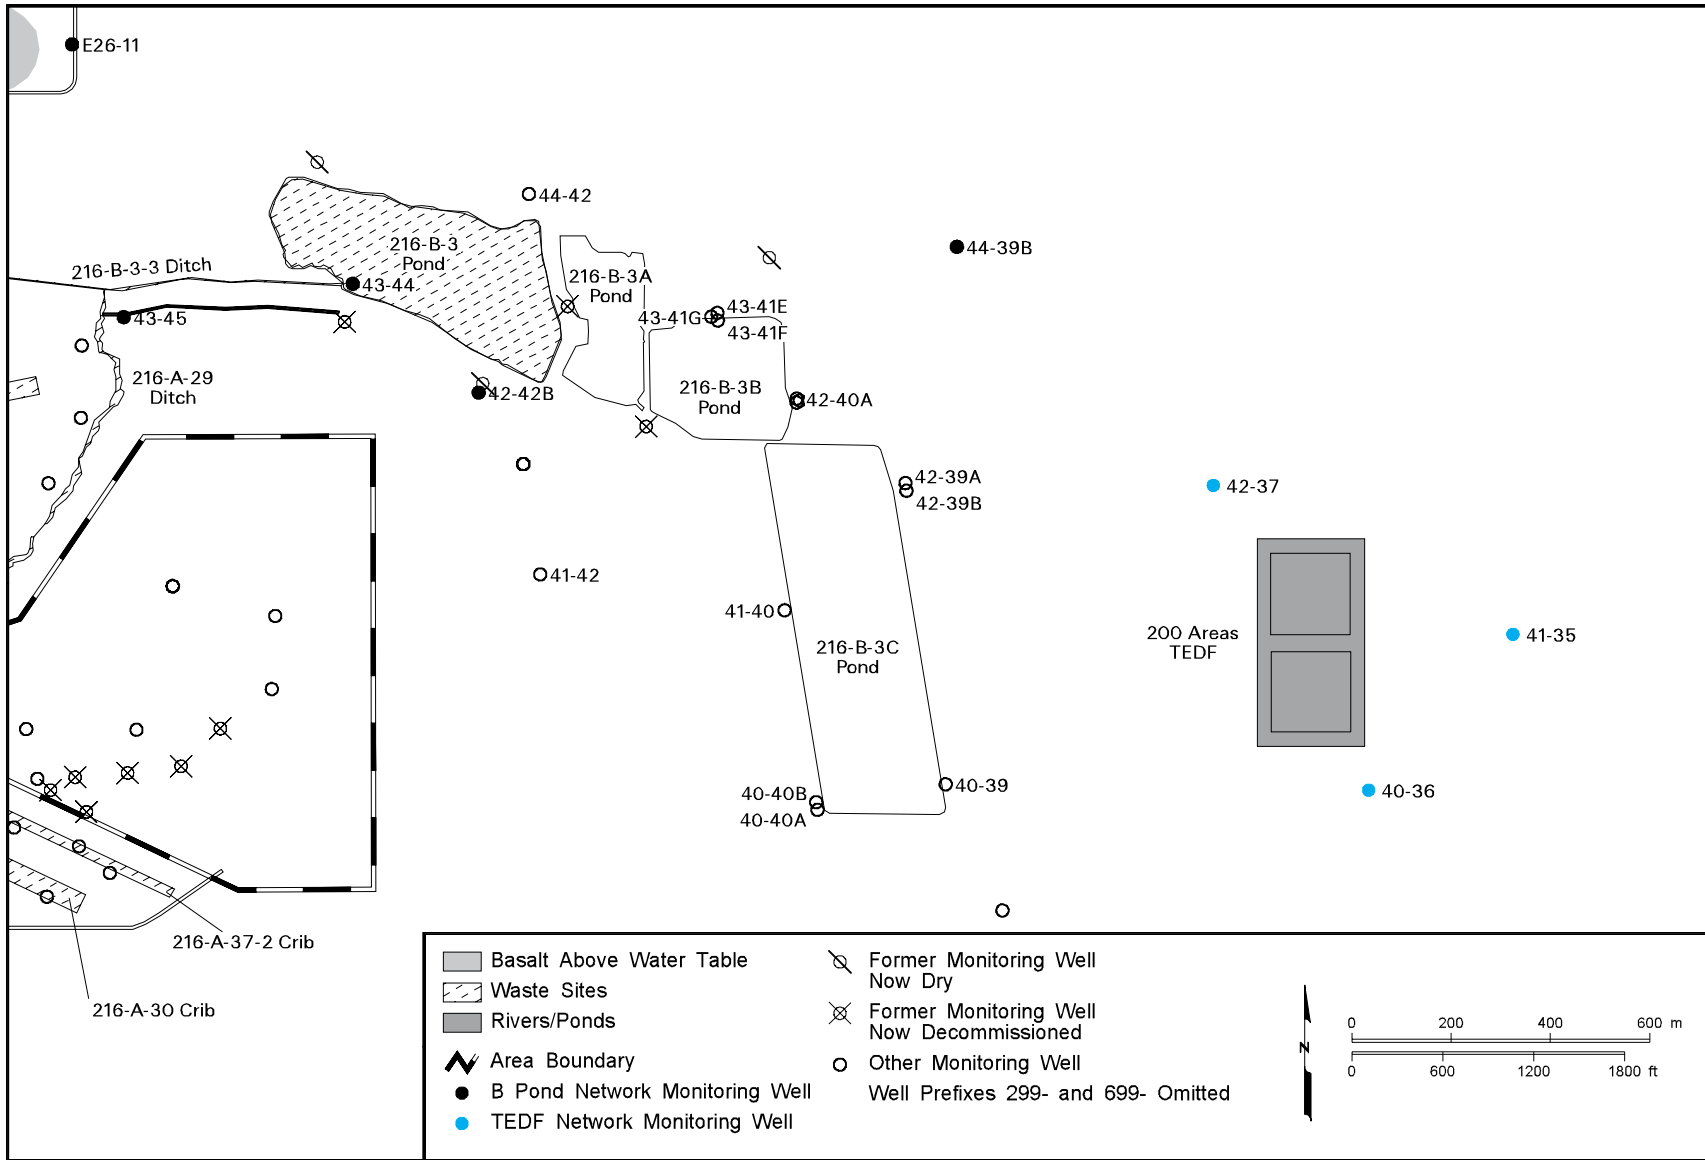 E26-11
44-42
216-B-3
Pond
44-39B
216-B-3-3 Ditch
216-B-3A
Pond
43-44
43-45
43-41G
43-41E
43-41F
216-A-29
Ditch
42-42B
216-B-3B
Pond
42-40A
42-39A
42-39B
42-37
41-42
41-40
216-B-3C
Pond
200 Areas
TEDF
41-35
40-40B
40-40A
40-39
40-36
216-A-37-2 Crib
216-A-30 Crib
Basalt Above Water Table
Waste Sites
Rivers/Ponds
Area Boundary
B Pond Network Monitoring Well
TEDF Network Monitoring Well
Former Monitoring Well
Now Dry
Former Monitoring Well
Now Decommissioned
Other Monitoring Well
Well Prefixes 299- and 699- Omitted
N
0 200 400 600 m
0 600 1200 1800 ft